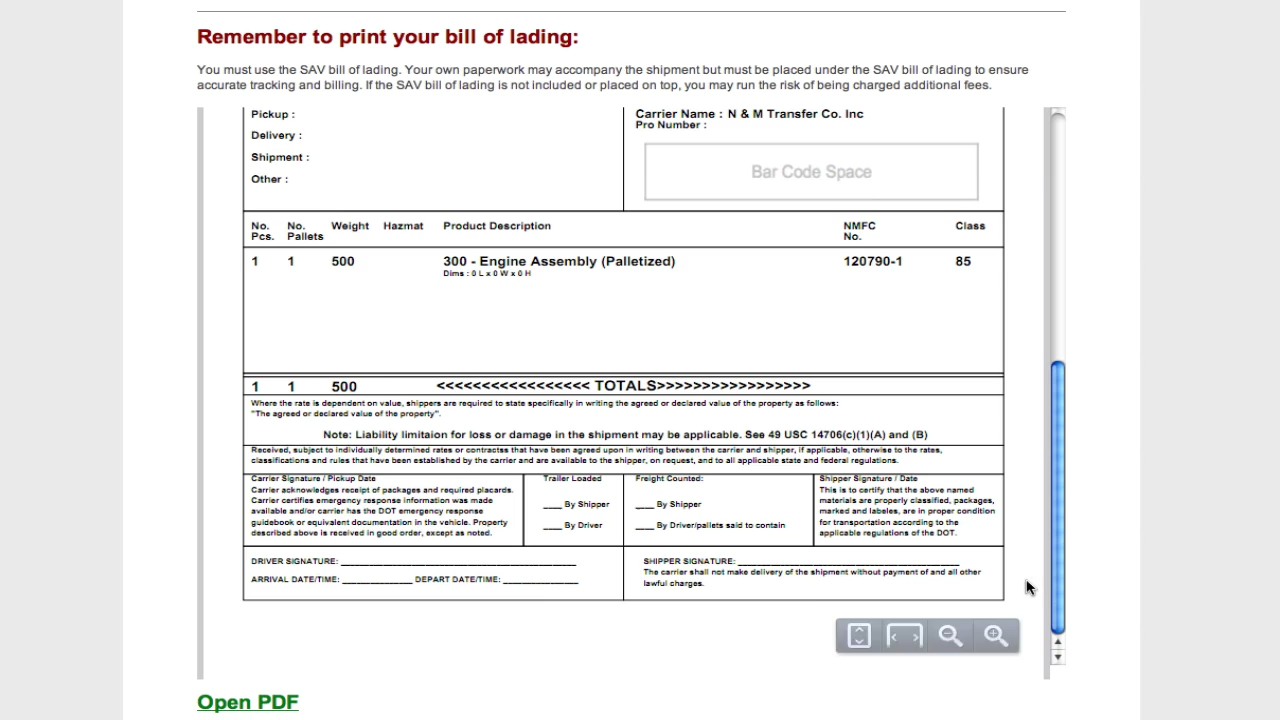 Remember to print your bill of lading:
You must use the SAV bill of lading. Your own paperwork may accompany the shipment but must be placed under the SAV bill of lading to ensure
accurate tracking and billing. If the SAV bill of lading is not included or placed on top, you may run the risk of being charged additional fees.
Pickup :
Delivery :
Shipment :
Other :
Carrier Name : N & M Transfer Co. Inc
Pro Number :
Bar Code Space
No. Pcs. No. Pallets Weight Hazmat Product Description NMFC No. Class
1 1 500 300 - Engine Assembly (Palletized) 120790-1 85
Dims : 0 L x 0 W x 0 H
1 1 500 <<<<<<<<<<<<<<<<< TOTALS>>>>>>>>>>>>>>>>>
Where the rate is dependent on value, shippers are required to state specifically in writing the agreed or declared value of the property as follows:
"The agreed or declared value of the property".
Note: Liability limitaion for loss or damage in the shipment may be applicable. See 49 USC 14706(c)(1)(A) and (B)
Received, subject to individually determined rates or contractss that have been agreed upon in writing between the carrier and shipper, if applicable, otherwise to the rates,
classifications and rules that have been established by the carrier and are available to the shipper, on request, and to all applicable state and federal regulations.
Carrier Signature / Pickup Date
Carrier acknowledges receipt of packages and required placards.
Carrier certifies emergency response information was made
available and/or carrier has the DOT emergency response
guidebook or equivalent documentation in the vehicle. Property
described above is received in good order, except as noted.
Trailer Loaded
____ By Shipper
____ By Driver
Freight Counted:
____ By Shipper
____ By Driver/pallets said to contain
Shipper Signature / Date
This is to certify that the above named
materials are properly classified, packages,
marked and labeles, are in proper condition
for transportation according to the
applicable regulations of the DOT.
DRIVER SIGNATURE: ____________________
ARRIVAL DATE/TIME: ____________ DEPART DATE/TIME: ____________
SHIPPER SIGNATURE: ____________________
The carrier shall not make delivery of the shipment without payment of and all other
lawful charges.
Open PDF